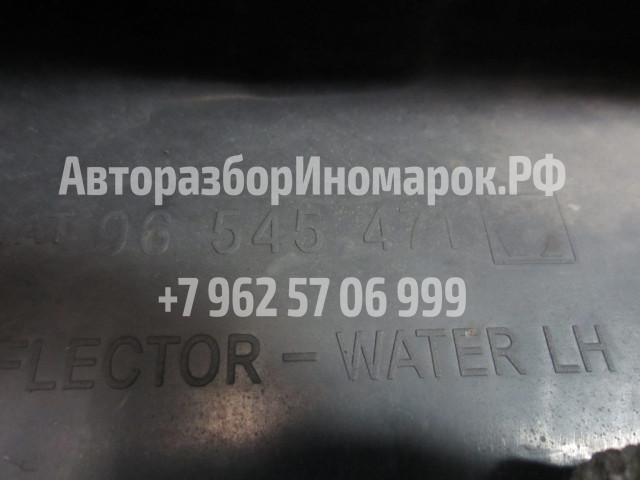 АвторазборИномарок.РФ
96 545 471
+7 962 57 06 999
FLECTOR - WATER LH